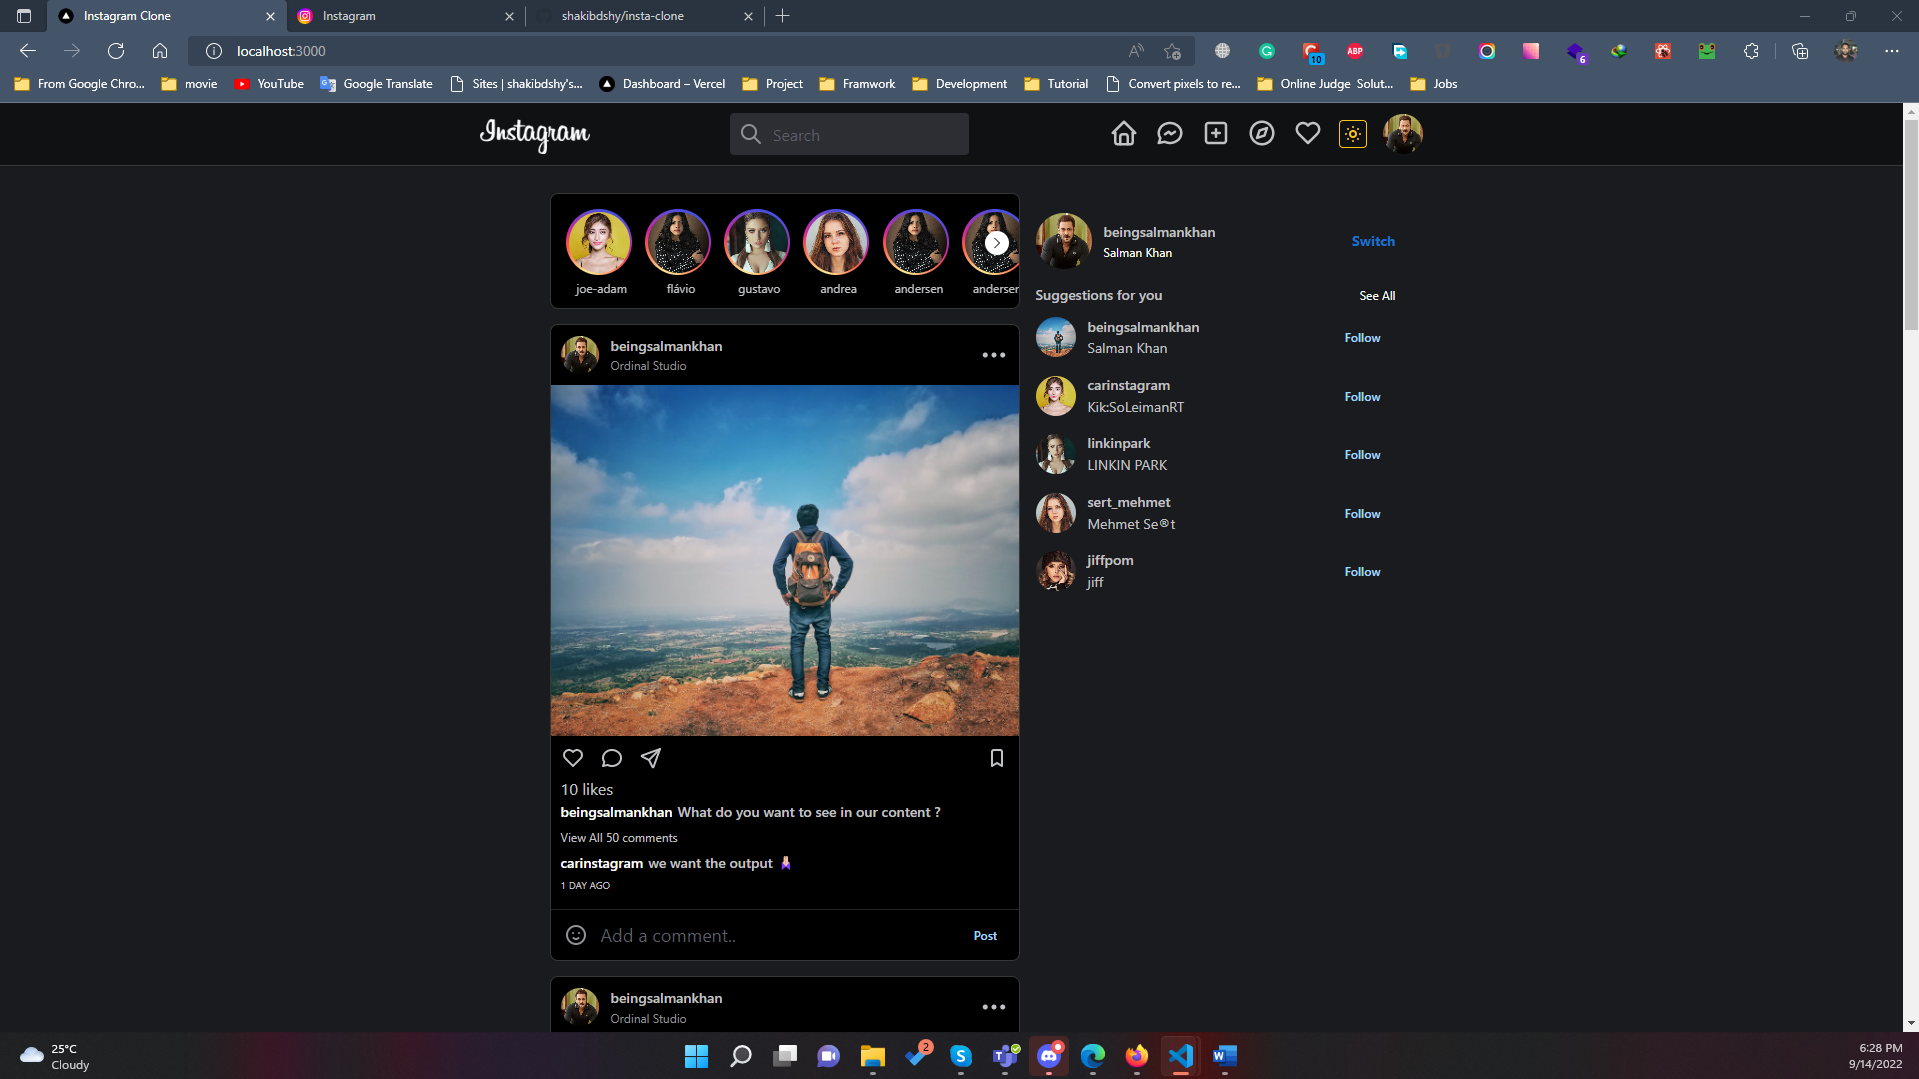 Instagram Clone
Instagram
shakibdshy/insta-clone
localhost:3000
10
ABP
6
From Google Chro...
movie
YouTube
Google Translate
Sites | shakibdshy's...
Dashboard – Vercel
Project
Framwork
Development
Tutorial
Convert pixels to re...
Online Judge Solut...
Jobs
Instagram
Search
joe-adam
flávio
gustavo
andrea
andersen
andersen
beingsalmankhan
Salman Khan
Switch
Suggestions for you
See All
beingsalmankhan
Salman Khan
Follow
carinstagram
Kik:SoLeimanRT
Follow
linkinpark
LINKIN PARK
Follow
sert_mehmet
Mehmet Se®t
Follow
jiffpom
jiff
Follow
beingsalmankhan
Ordinal Studio
10 likes
beingsalmankhan What do you want to see in our content ?
View All 50 comments
carinstagram we want the output
1 DAY AGO
Add a comment..
Post
beingsalmankhan
Ordinal Studio
25°C
Cloudy
2
6:28 PM
9/14/2022